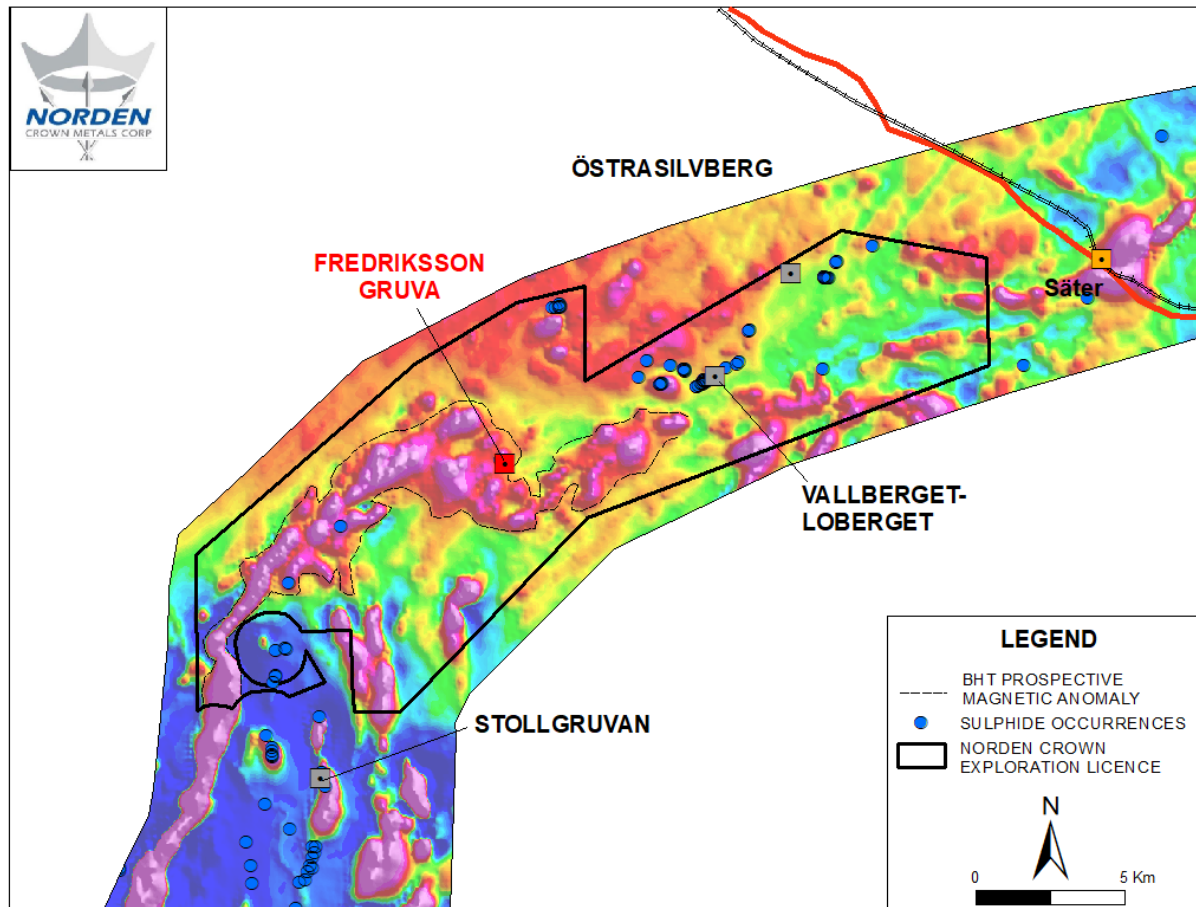 NORDEN
CROWN METALS CORP
ÖSTRASILVBERG
FREDRIKSSON
GRUVA
Säter
VALLBERGET-
LOBERGET
STOLLGRUVAN
LEGEND
BHT PROSPECTIVE
MAGNETIC ANOMALY
SULPHIDE OCCURRENCES
NORDEN CROWN
EXPLORATION LICENCE
N
0 5 Km